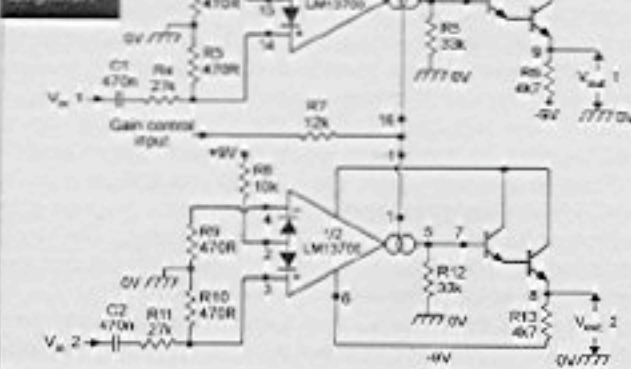 470R
13
LM13700
0V
R3
470R
14
R5
33k
0V
9
C1
470n
R4
27k
R6
4k7
Vout 1
Vin 1
-9V
0V
Gain control
input
R7
12k
16
+9V
1
R8
10k
4
1
1/2
LM13700
5
7
R9
470R
2
0V
3
R12
33k
R10
470R
6
8
0V
C2
470n
R11
27k
R13
4k7
Vout 2
Vin 2
-9V
0V